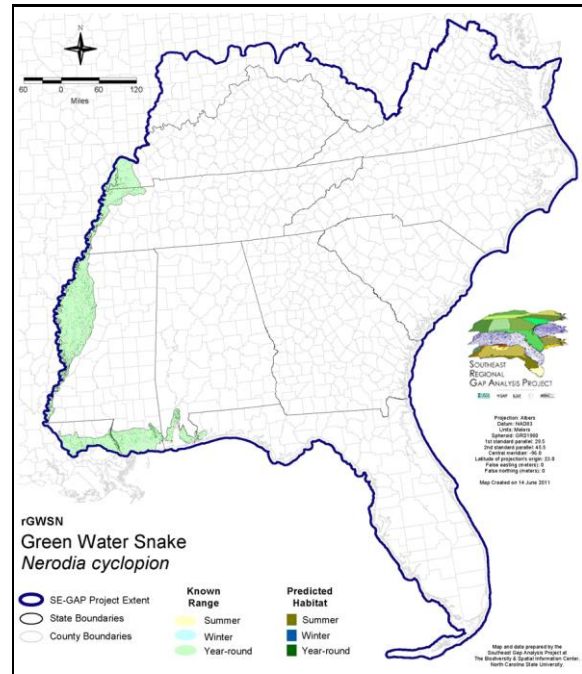 N
60 0 60 120
Miles
SOUTHEAST
REGIONAL
GAP ANALYSIS PROJECT
Projection: Albers
Datum: NAD83
Units: Meters
Spheroid: GRS1980
1st standard parallel: 29.5
2nd standard parallel: 45.5
Central meridian: -96.0
Latitude of projection's origin: 23.0
False easting (meters): 0
False northing (meters): 0
Map Created on 14 June 2011
rGWSN
Green Water Snake
Nerodia cyclopion
SE-GAP Project Extent
State Boundaries
County Boundaries
Known
Range
Summer
Winter
Year-round
Predicted
Habitat
Summer
Winter
Year-round
Map and data prepared by the
Southeast Gap Analysis Project at
The Biodiversity & Spatial Information Center,
North Carolina State University.